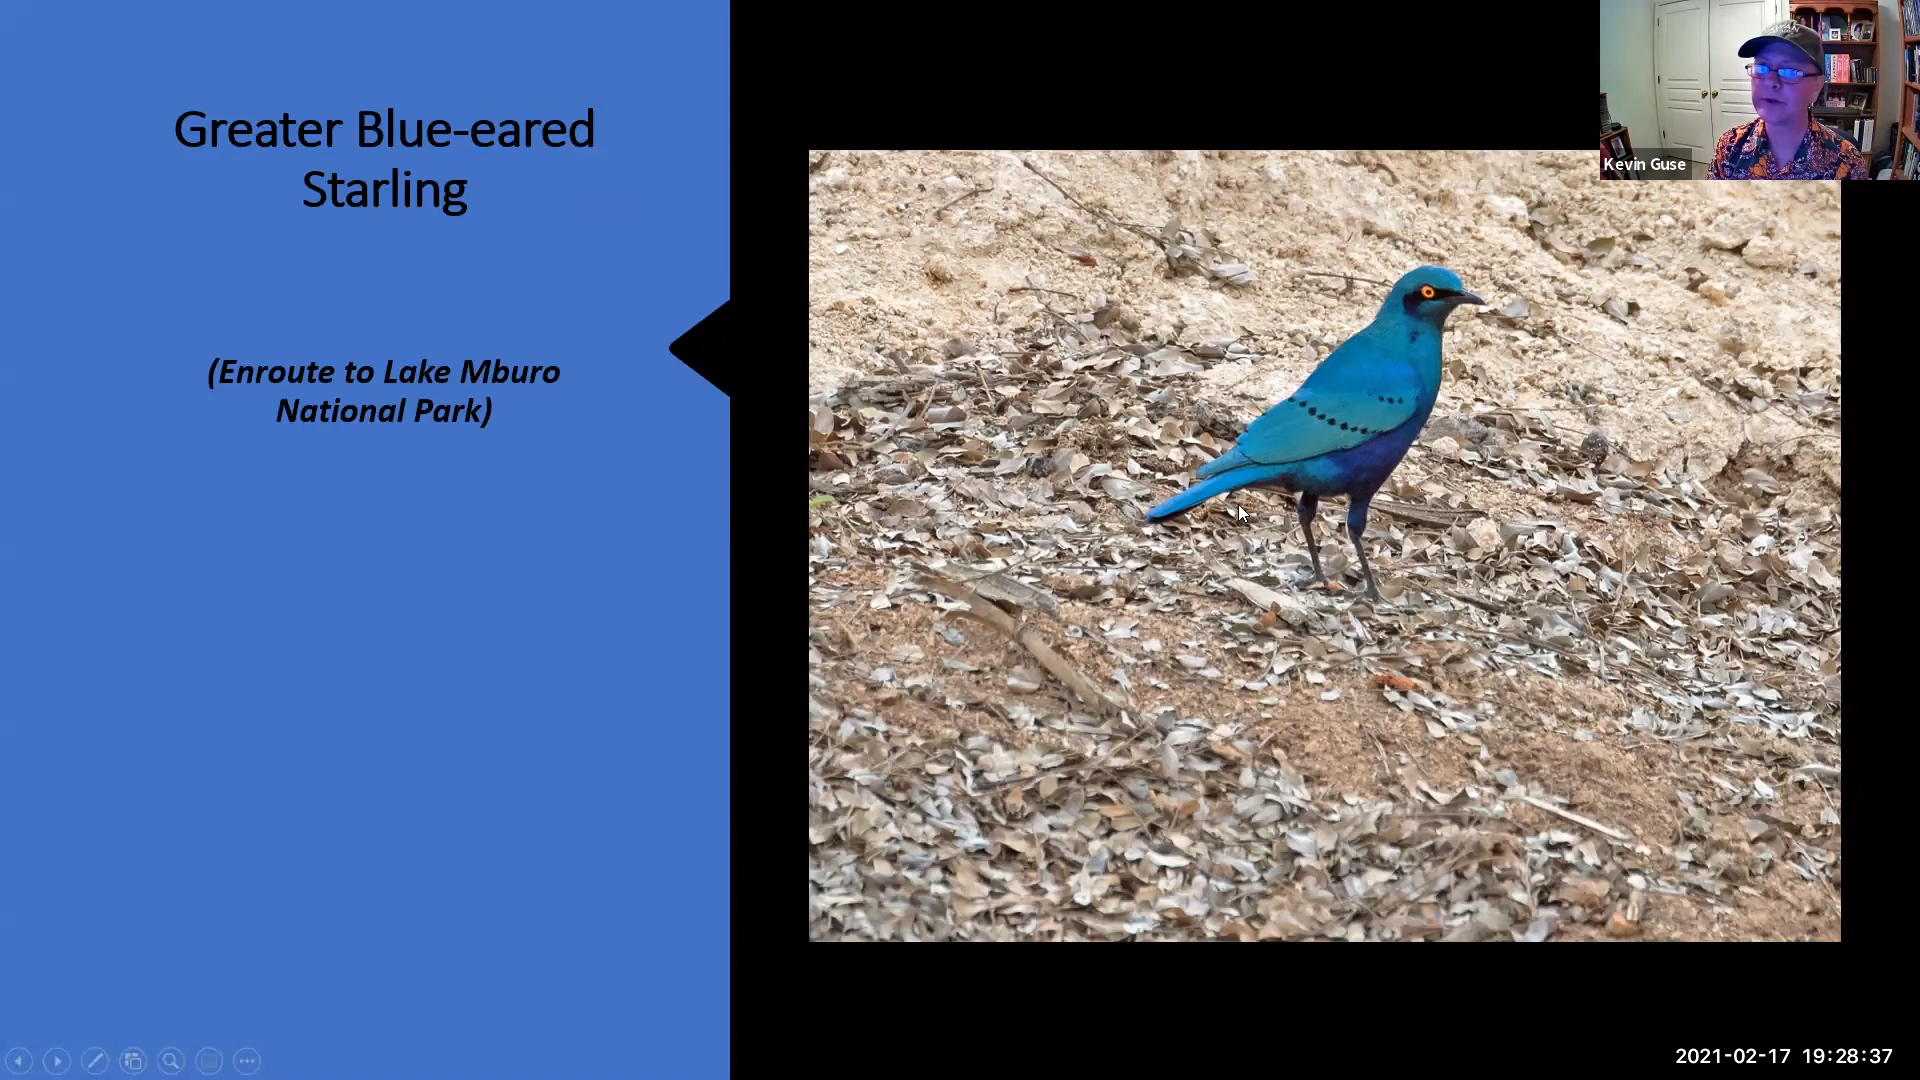 Greater Blue-eared
Starling
(Enroute to Lake Mburo
National Park)
Kevin Guse
2021-02-17 19:28:37